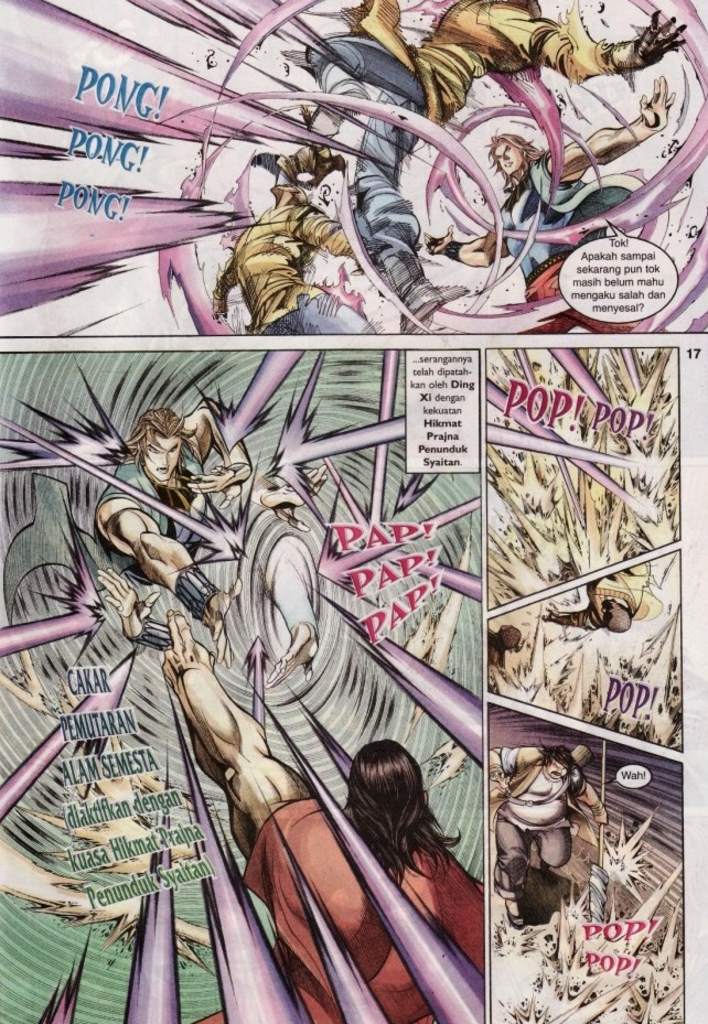 PONG!
PONG!
PONG!
Tok!
Apakah sampai
sekarang pun tok
masih belum mahu
mengaku salah dan
menyesal?
17
...serangannya
telah dipatah-
kan oleh Ding
Xi dengan
kekuatan
Hikmat
Prajna
Penunduk
Syaitan.
PAP!
PAP!
PAP!
CAKAR
PEMUTARAN
ALAM SEMESTA
diaktifkan dengan
kuasa Hikmat Prajna
Penunduk Syaitan
POP! POP!
POP!
Wah!
POP!
POP!